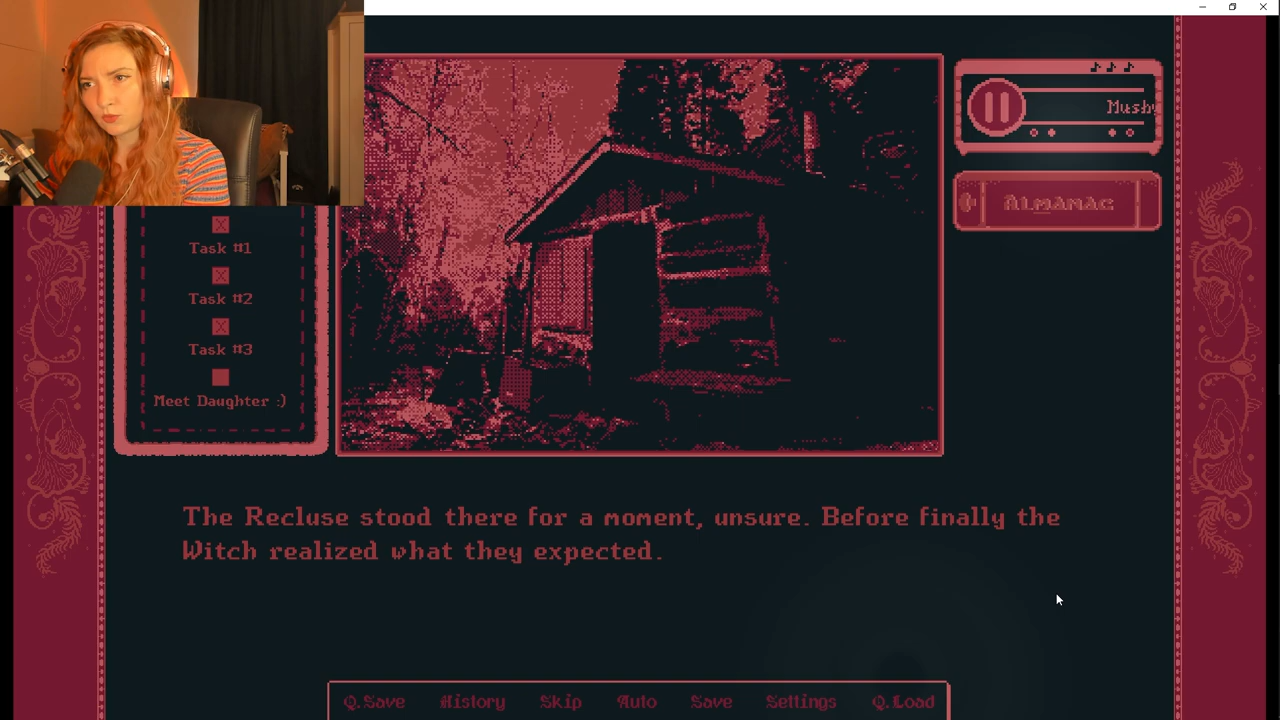 Mushy
ALMANAC
Task #1
Task #2
Task #3
Meet Daughter :)
The Recluse stood there for a moment, unsure. Before finally the
Witch realized what they expected.
Q.Save History Skip Auto Save Settings Q.Load